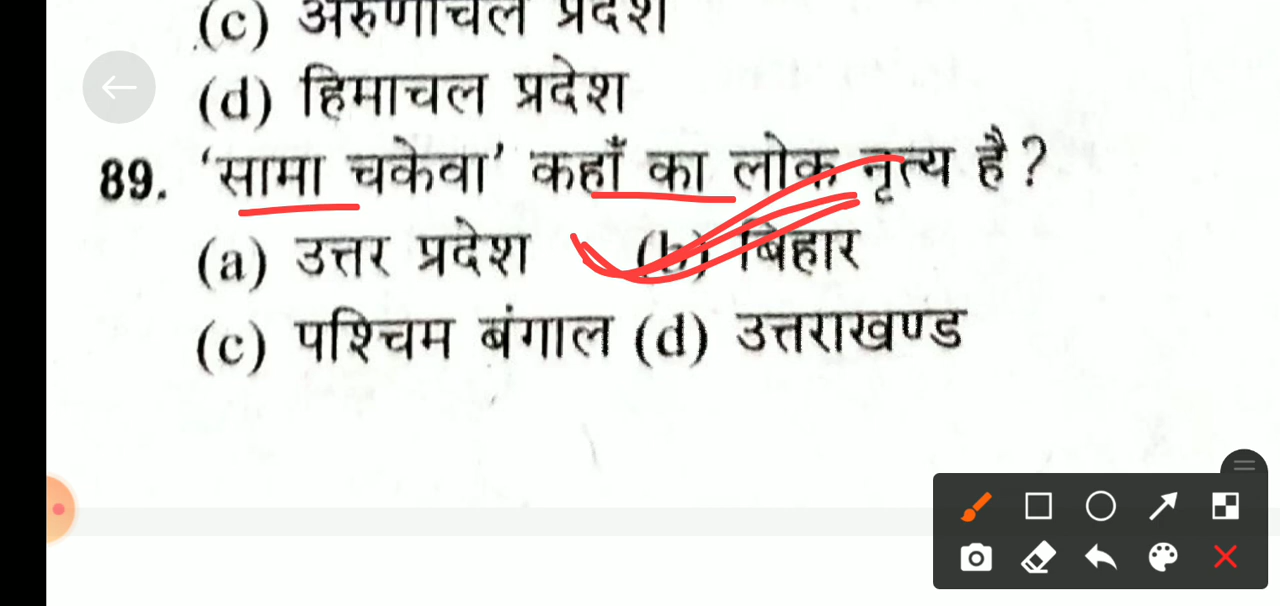 (c) अरुणाचल प्रदेश
(d) हिमाचल प्रदेश
89. ‘सामा चकेवा’ कहाँ का लोक नृत्य है ?
(a) उत्तर प्रदेश (b) बिहार
(c) पश्चिम बंगाल (d) उत्तराखण्ड